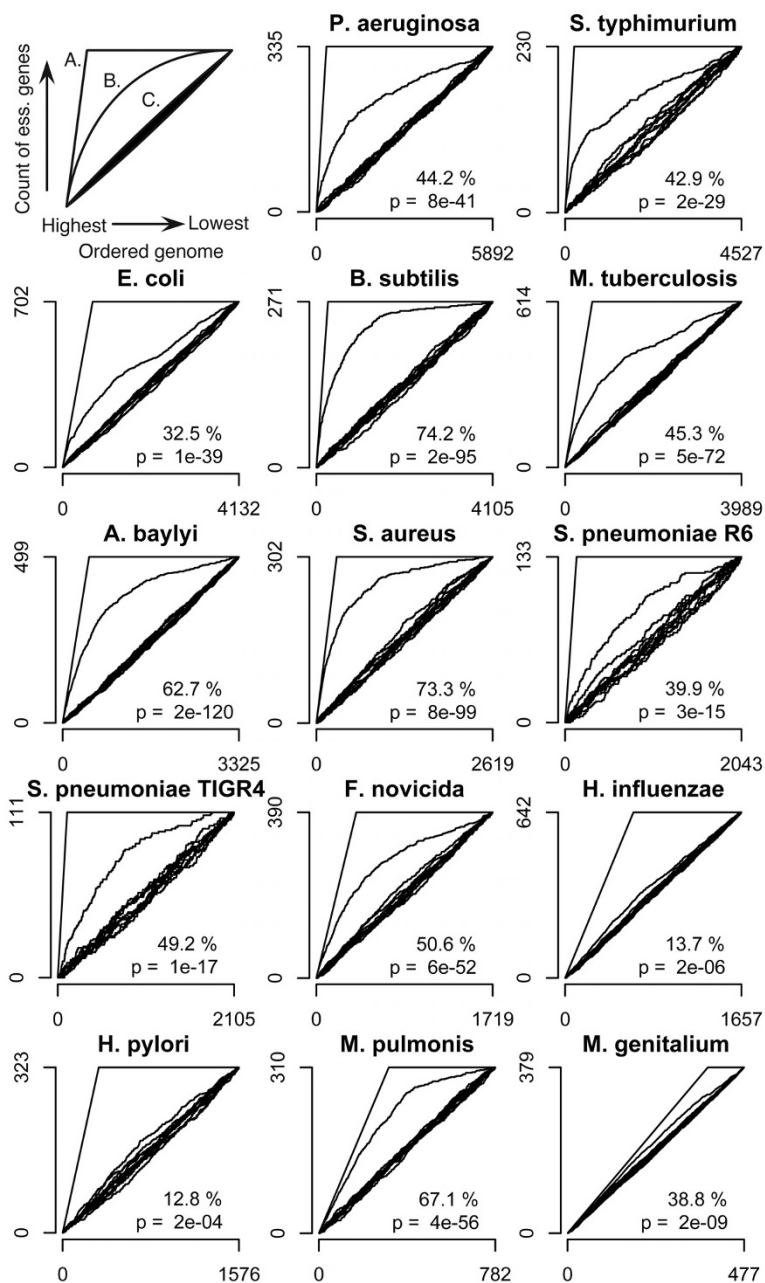 A.
B.
C.
Count of ess. genes
Highest Lowest
Ordered genome
P. aeruginosa
335
0
44.2 %
p = 8e-41
0 5892
S. typhimurium
230
0
42.9 %
p = 2e-29
0 4527
E. coli
702
0
32.5 %
p = 1e-39
0 4132
B. subtilis
271
0
74.2 %
p = 2e-95
0 4105
M. tuberculosis
614
0
45.3 %
p = 5e-72
0 3989
A. baylyi
499
0
62.7 %
p = 2e-120
0 3325
S. aureus
302
0
73.3 %
p = 8e-99
0 2619
S. pneumoniae R6
133
0
39.9 %
p = 3e-15
0 2043
S. pneumoniae TIGR4
111
0
49.2 %
p = 1e-17
0 2105
F. novicida
390
0
50.6 %
p = 6e-52
0 1719
H. influenzae
642
0
13.7 %
p = 2e-06
0 1657
H. pylori
323
0
12.8 %
p = 2e-04
0 1576
M. pulmonis
310
0
67.1 %
p = 4e-56
0 782
M. genitalium
379
0
38.8 %
p = 2e-09
0 477